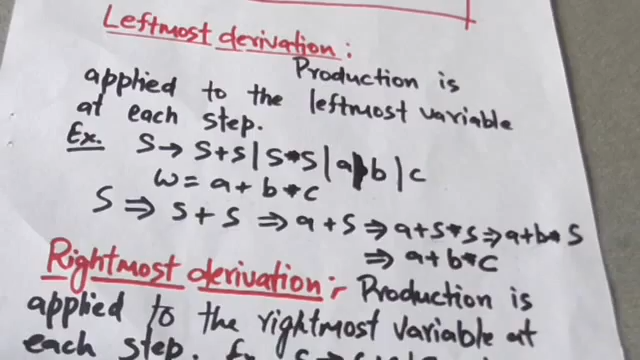 Leftmost derivation:
Production is
applied to the leftmost variable
at each step.
Ex. S → S+S | S*S | a | b | c
w = a + b * c
S ⇒ S + S ⇒ a + S ⇒ a + S * S ⇒ a + b * S
⇒ a + b * c
Rightmost derivation:- Production is
applied to the rightmost variable at
each step.